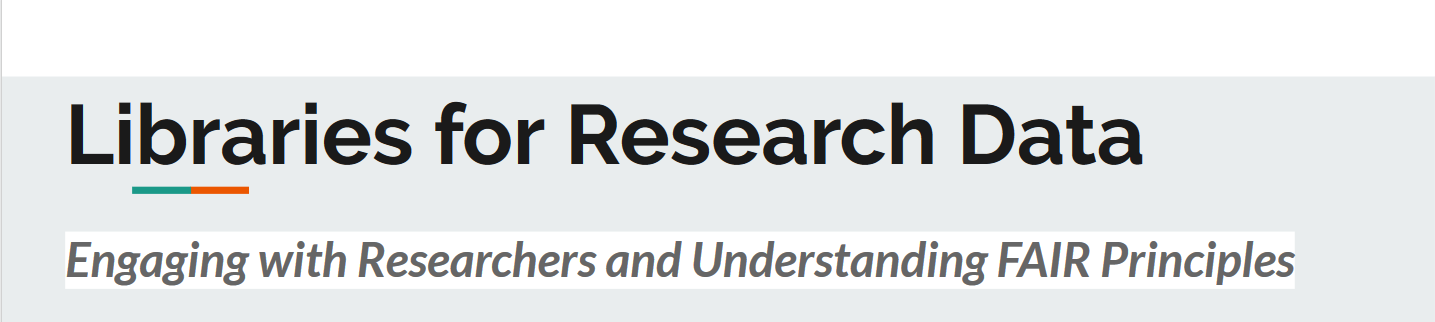 Libraries for Research Data
Engaging with Researchers and Understanding FAIR Principles